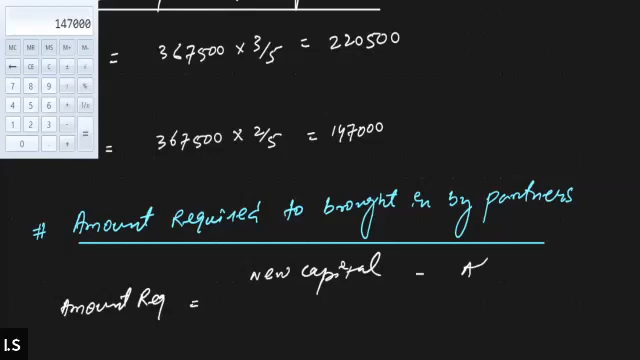 147000
MC MR MS M+ M-
← CE C ± √
7 8 9 / %
4 5 6 * 1/x
1 2 3 - =
0 . +
= 367500 × 3/5 = 220500
= 367500 × 2/5 = 147000
# Amount Required to brought in by partners
Amount Req = New capital - A
I.S